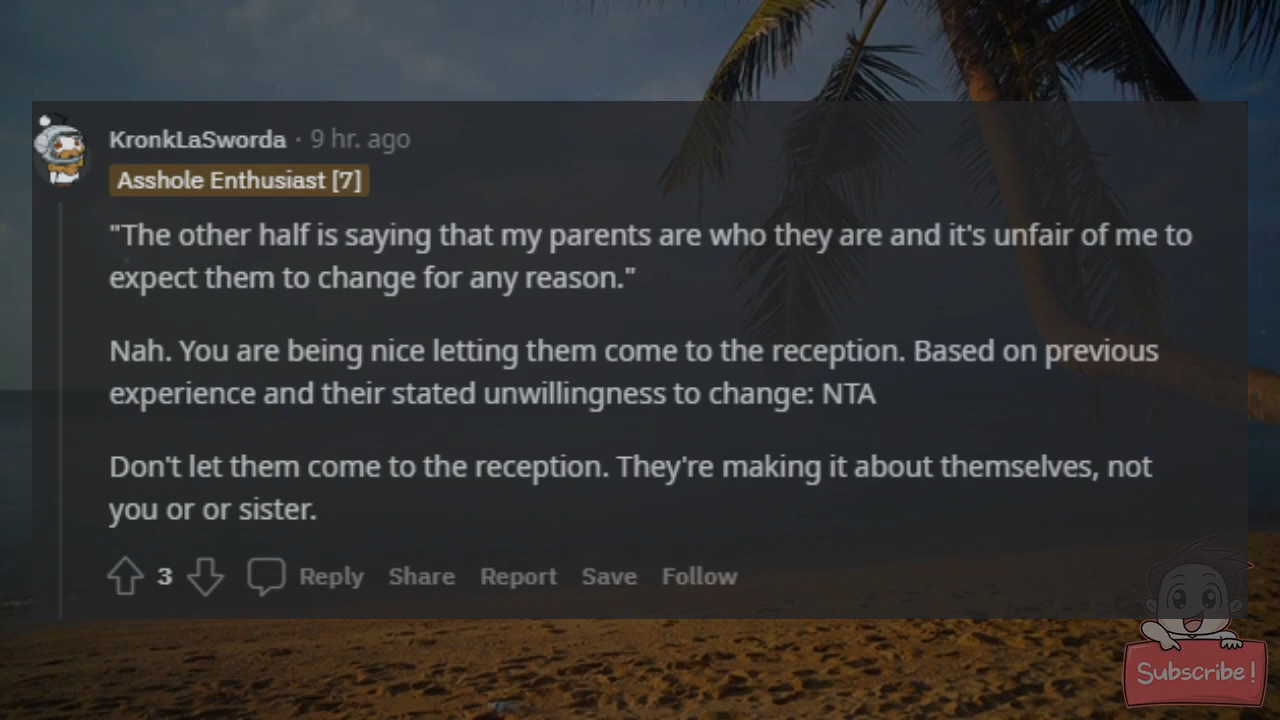 KronkLaSworda · 9 hr. ago
Asshole Enthusiast [7]
"The other half is saying that my parents are who they are and it's unfair of me to
expect them to change for any reason."
Nah. You are being nice letting them come to the reception. Based on previous
experience and their stated unwillingness to change: NTA
Don't let them come to the reception. They're making it about themselves, not
you or or sister.
3 Reply Share Report Save Follow
Subscribe!